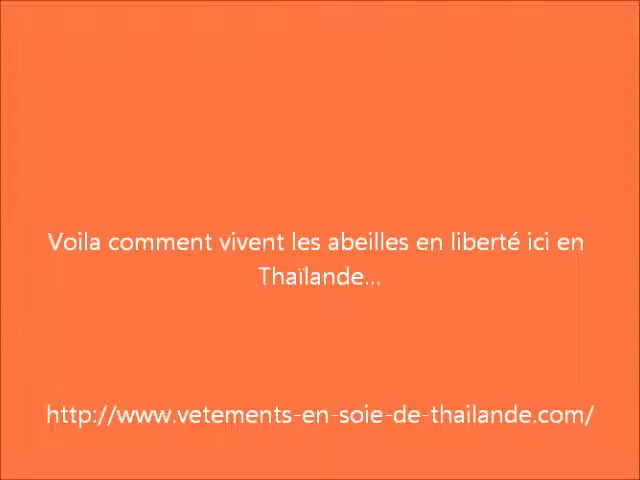 Voila comment vivent les abeilles en liberté ici en
Thaïlande...
http://www.vetements-en-soie-de-thailande.com/